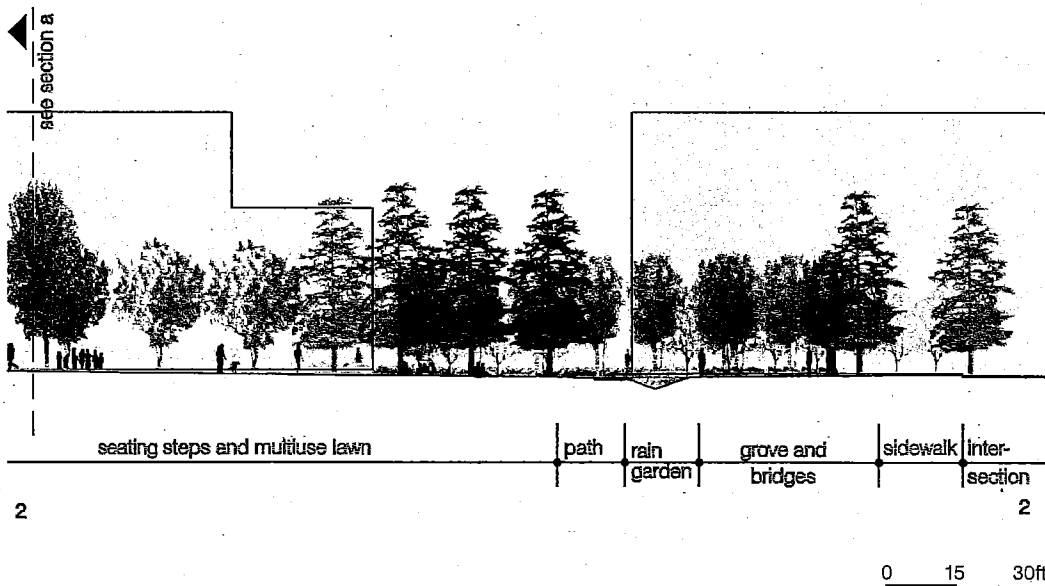 see section a
seating steps and multiuse lawn
path
rain
garden
grove and
bridges
sidewalk
inter-
section
2
2
0 15 30ft